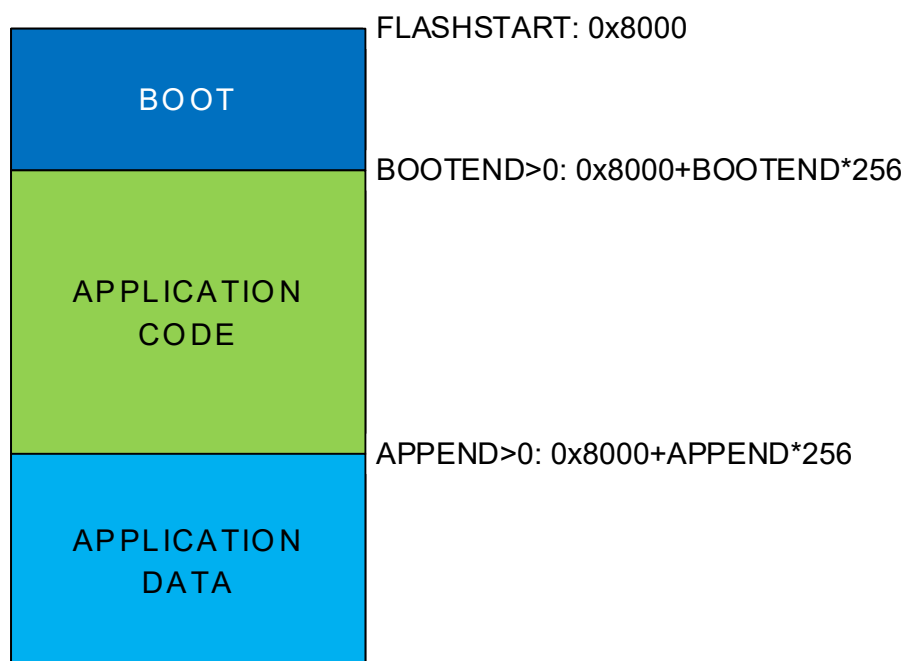 FLASHSTART: 0x8000
BOOT
BOOTEND>0: 0x8000+BOOTEND*256
APPLICATION
CODE
APPEND>0: 0x8000+APPEND*256
APPLICATION
DATA